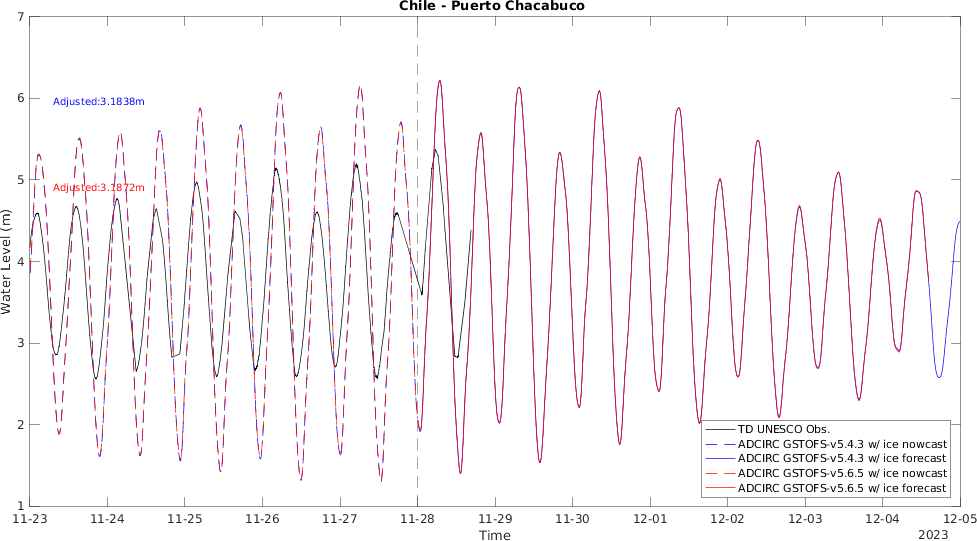 Chile - Puerto Chacabuco
7
6
5
4
3
2
1
Water Level (m)
Adjusted:3.1838m
Adjusted:3.1872m
TD UNESCO Obs.
ADCIRC GSTOFS-v5.4.3 w/ ice nowcast
ADCIRC GSTOFS-v5.4.3 w/ ice forecast
ADCIRC GSTOFS-v5.6.5 w/ ice nowcast
ADCIRC GSTOFS-v5.6.5 w/ ice forecast
11-23 11-24 11-25 11-26 11-27 11-28 11-29 11-30 12-01 12-02 12-03 12-04 12-05
Time
2023